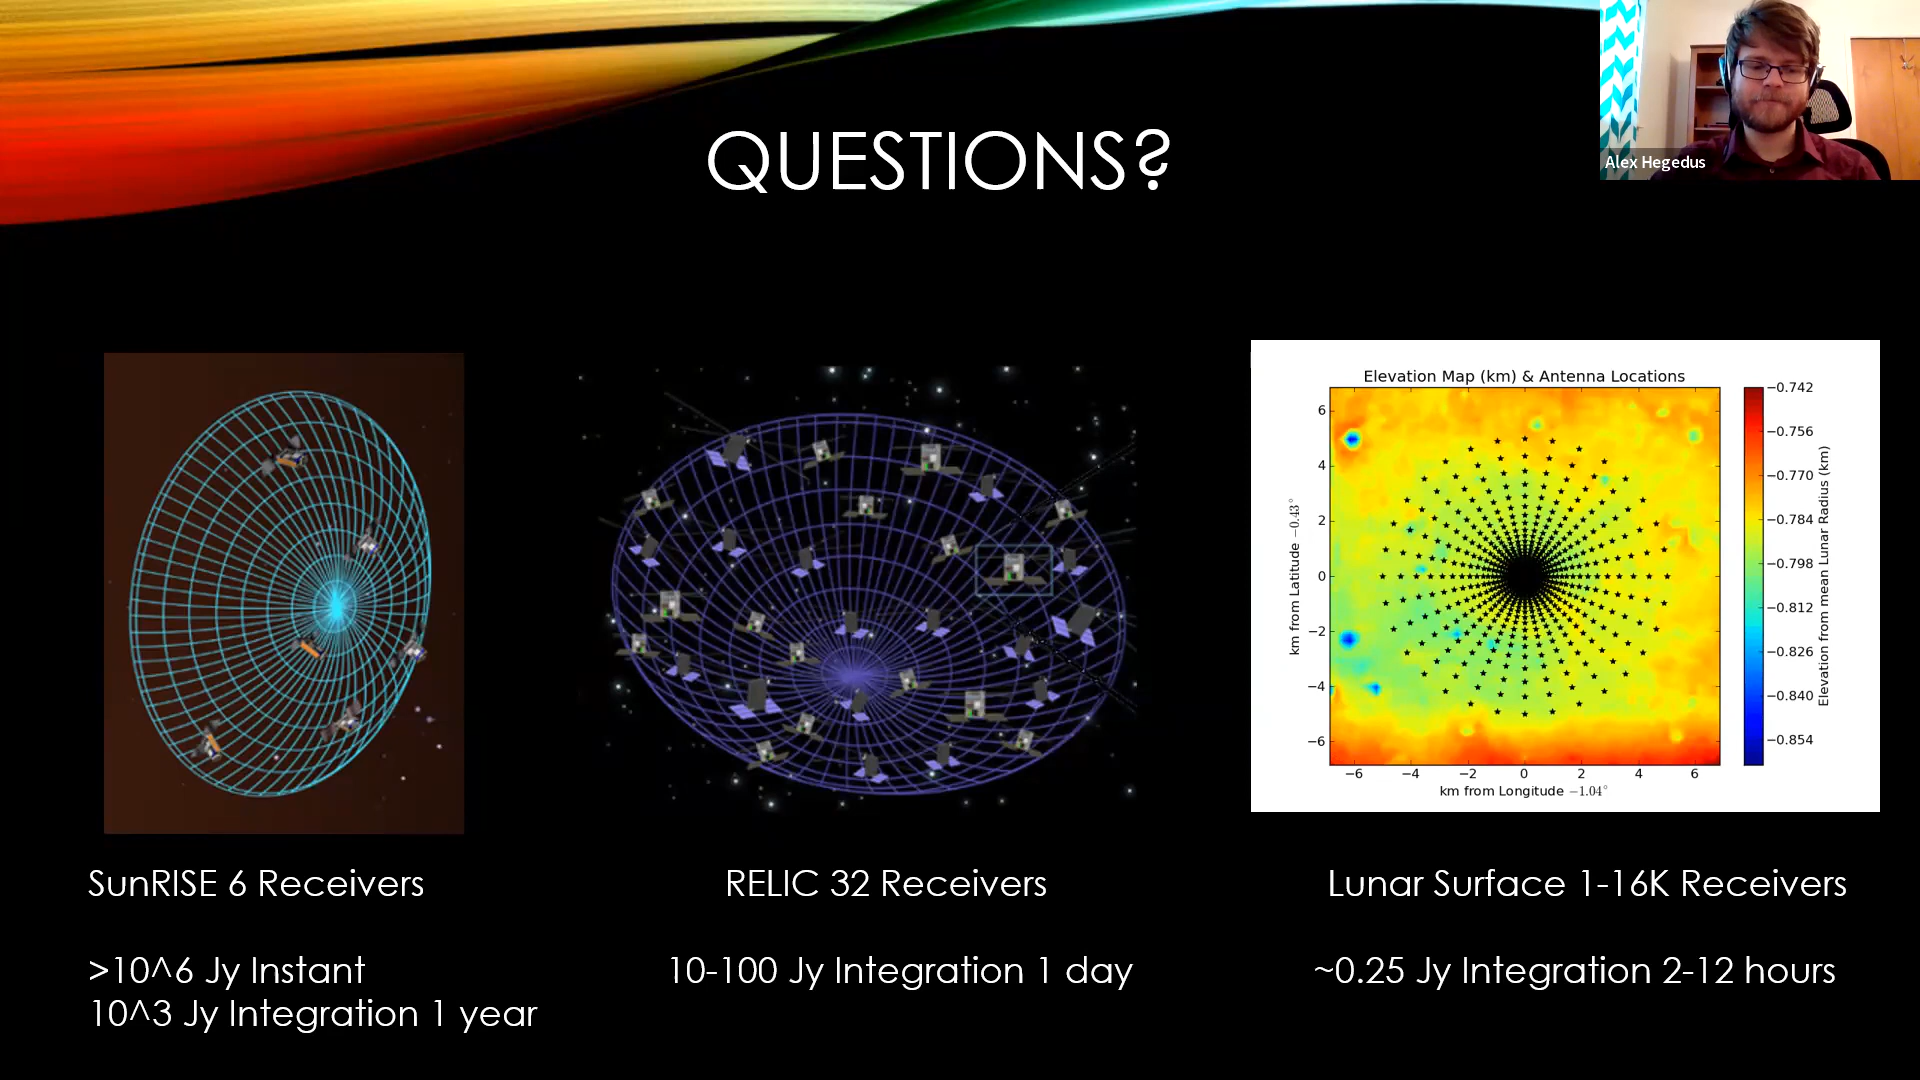 Alex Hegedus
QUESTIONS?
Elevation Map (km) & Antenna Locations
6
4
2
0
−2
−4
−6
−6 −4 −2 0 2 4 6
km from Latitude −0.43°
km from Longitude −1.04°
−0.742
−0.756
−0.770
−0.784
−0.798
−0.812
−0.826
−0.840
−0.854
Elevation from mean Lunar Radius (km)
SunRISE 6 Receivers
>10^6 Jy Instant
10^3 Jy Integration 1 year
RELIC 32 Receivers
10-100 Jy Integration 1 day
Lunar Surface 1-16K Receivers
~0.25 Jy Integration 2-12 hours